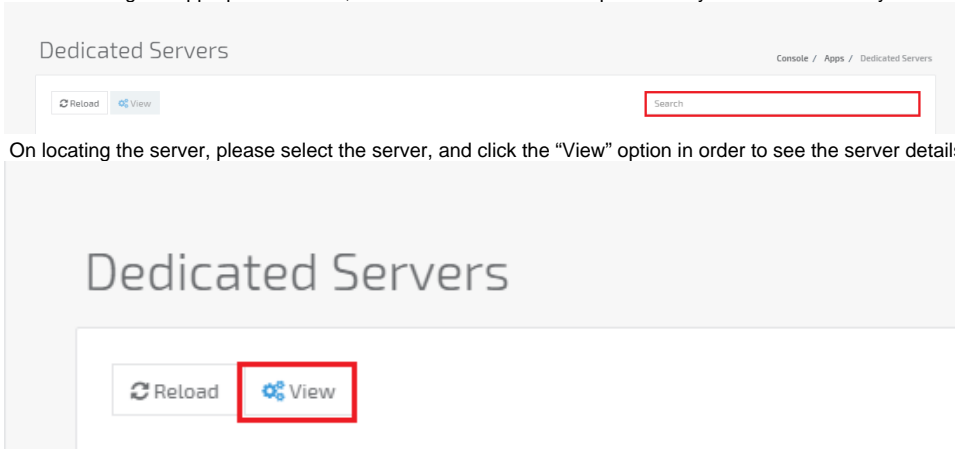 Dedicated Servers
Console / Apps / Dedicated Servers
Reload View
Search
On locating the server, please select the server, and click the “View” option in order to see the server details
Dedicated Servers
Reload View